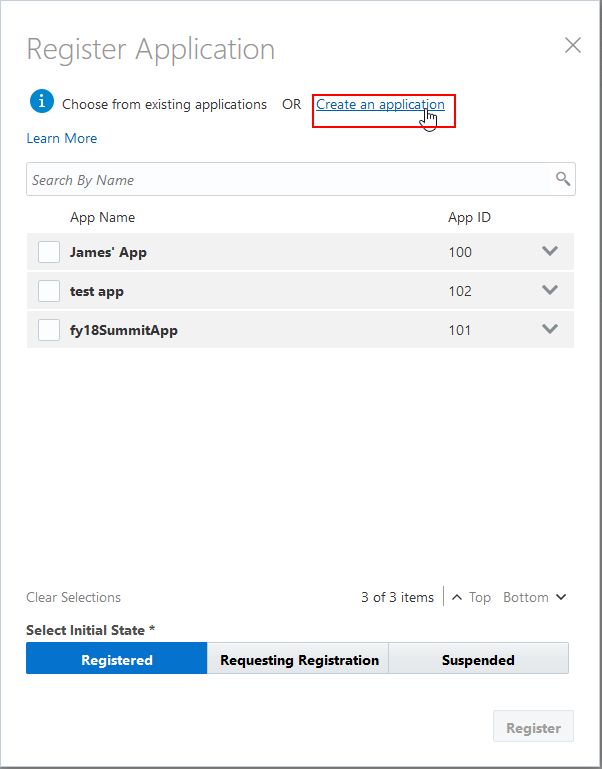 Register Application
Choose from existing applications OR Create an application
Learn More
Search By Name
App Name App ID
James' App 100
test app 102
fy18SummitApp 101
Clear Selections 3 of 3 items Top Bottom
Select Initial State *
Registered Requesting Registration Suspended
Register